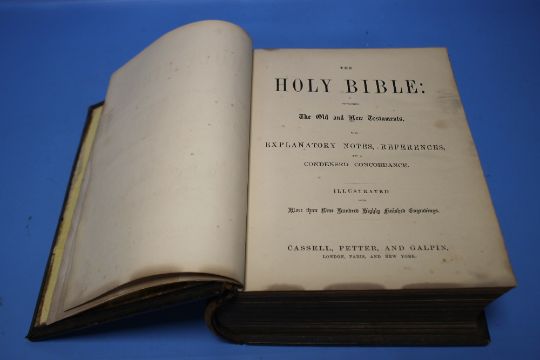 THE
HOLY BIBLE:
The Old and New Testaments,
EXPLANATORY NOTES, REFERENCES,
CONDENSED CONCORDANCE.
ILLUSTRATED
More than Nine Hundred Highly Finished Engravings.
CASSELL, PETTER, AND GALPIN,
LONDON, PARIS, AND NEW YORK.